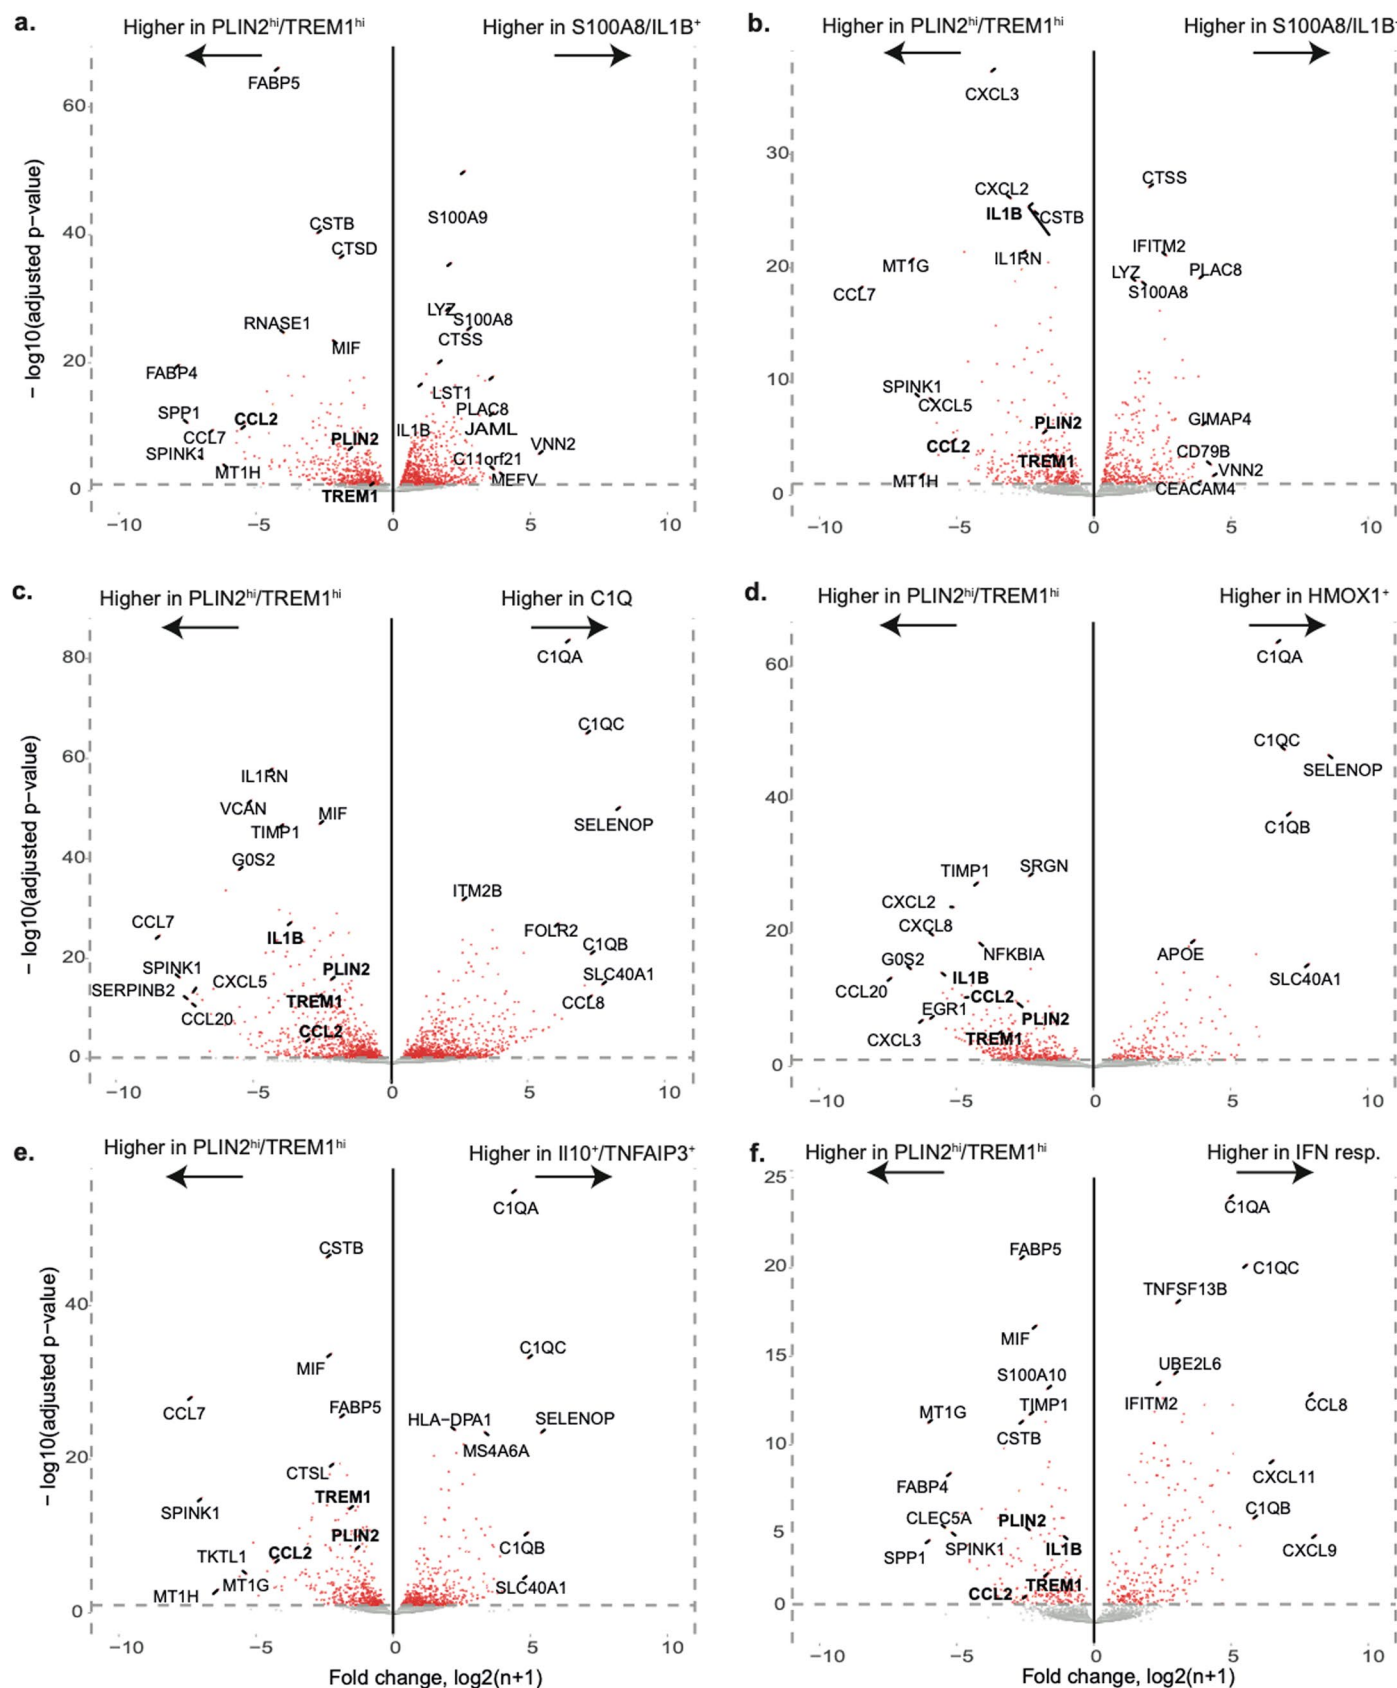 a.
Higher in PLIN2hi/TREM1hi
Higher in S100A8/IL1B+
FABP5
60
S100A9
CSTB
40
CTSD
LYZ
S100A8
RNASE1
CTSS
MIF
20
FABP4
LST1
SPP1
CCL2
PLAC8
JAML
CCL7
PLIN2
IL1B
VNN2
SPINK1
C11orf21
MT1H
MEFV
0
TREM1
−10
−5
0
5
10
− log10(adjusted p−value)
b.
Higher in PLIN2hi/TREM1hi
Higher in S100A8/IL1B
CXCL3
30
CTSS
CXCL2
IL1B
CSTB
IFITM2
IL1RN
20
MT1G
LYZ
PLAC8
CCL7
S100A8
10
SPINK1
CXCL5
GIMAP4
PLIN2
CCL2
CD79B
TREM1
VNN2
MT1H
CEACAM4
0
−10
−5
0
5
10
c.
Higher in PLIN2hi/TREM1hi
Higher in C1Q
80
C1QA
C1QC
60
IL1RN
VCAN
MIF
TIMP1
SELENOP
40
G0S2
ITM2B
CCL7
IL1B
FOLR2
C1QB
20
SPINK1
PLIN2
SLC40A1
CXCL5
SERPINB2
TREM1
CCL8
CCL20
CCL2
0
−10
−5
0
5
10
− log10(adjusted p−value)
d.
Higher in PLIN2hi/TREM1hi
Higher in HMOX1+
60
C1QA
C1QC
SELENOP
40
C1QB
TIMP1
SRGN
CXCL2
CXCL8
20
NFKBIA
APOE
G0S2
IL1B
SLC40A1
CCL20
CCL2
EGR1
PLIN2
CXCL3
TREM1
0
−10
−5
0
5
10
e.
Higher in PLIN2hi/TREM1hi
Higher in Il10+/TNFAIP3+
C1QA
CSTB
40
C1QC
MIF
CCL7
FABP5
HLA−DPA1
SELENOP
MS4A6A
20
CTSL
TREM1
SPINK1
PLIN2
C1QB
TKTL1
CCL2
MT1G
SLC40A1
MT1H
0
−10
−5
0
5
10
− log10(adjusted p−value)
Fold change, log2(n+1)
f.
Higher in PLIN2hi/TREM1hi
Higher in IFN resp.
25
C1QA
FABP5
20
C1QC
TNFSF13B
MIF
15
UBE2L6
S100A10
TIMP1
IFITM2
CCL8
MT1G
CSTB
10
CXCL11
FABP4
CLEC5A
PLIN2
C1QB
5
SPP1
SPINK1
IL1B
CXCL9
TREM1
CCL2
0
−10
−5
0
5
10
Fold change, log2(n+1)